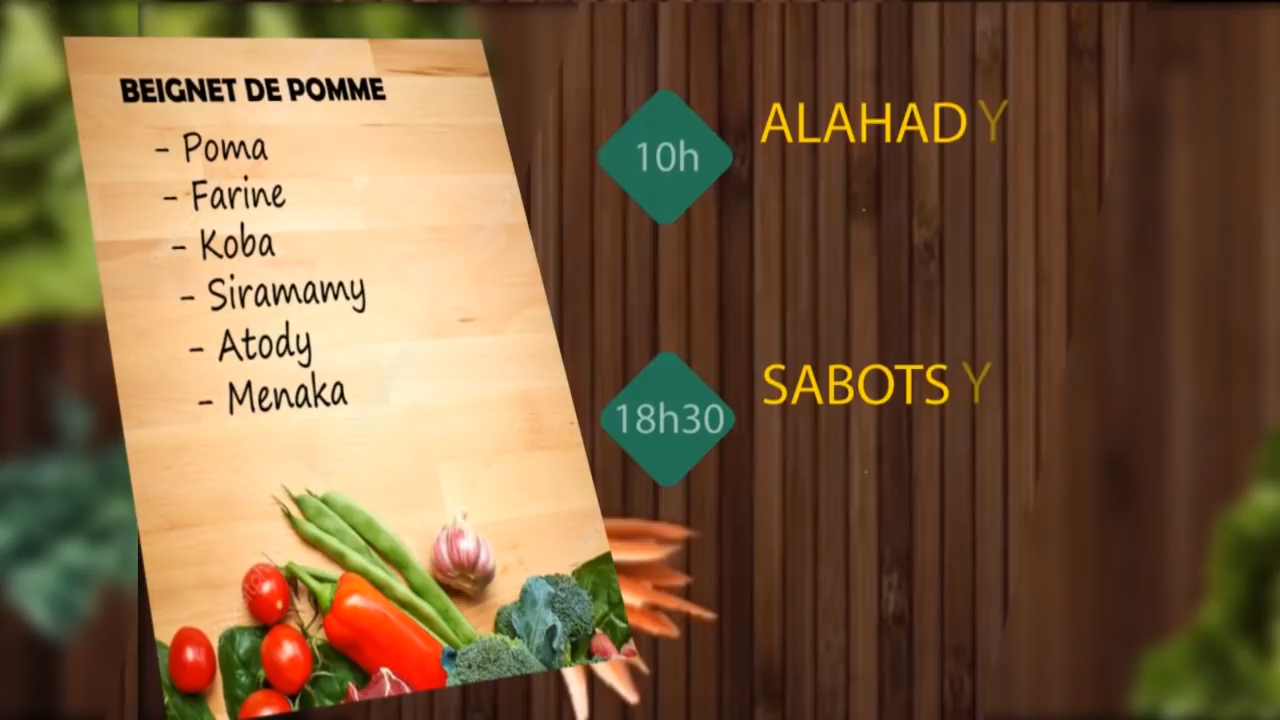 BEIGNET DE POMME
- Poma
- Farine
- Koba
- Siramamy
- Atody
- Menaka
10h
ALAHADY
18h30
SABOTSY